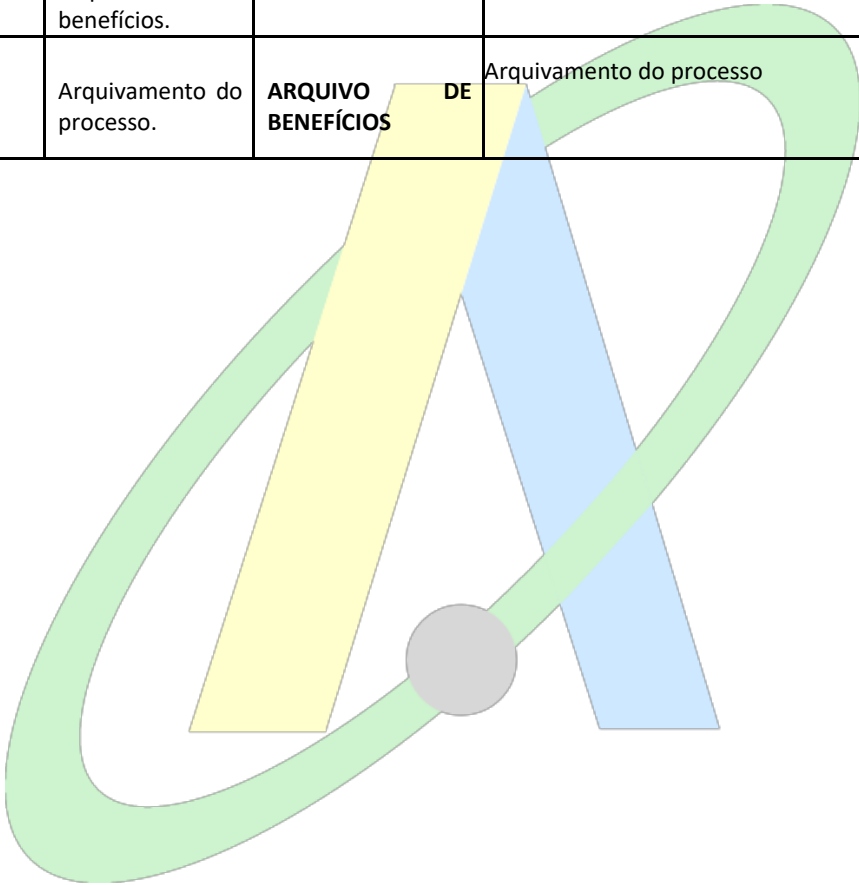 benefícios.
Arquivamento do
processo.
ARQUIVO DE
BENEFÍCIOS
Arquivamento do processo